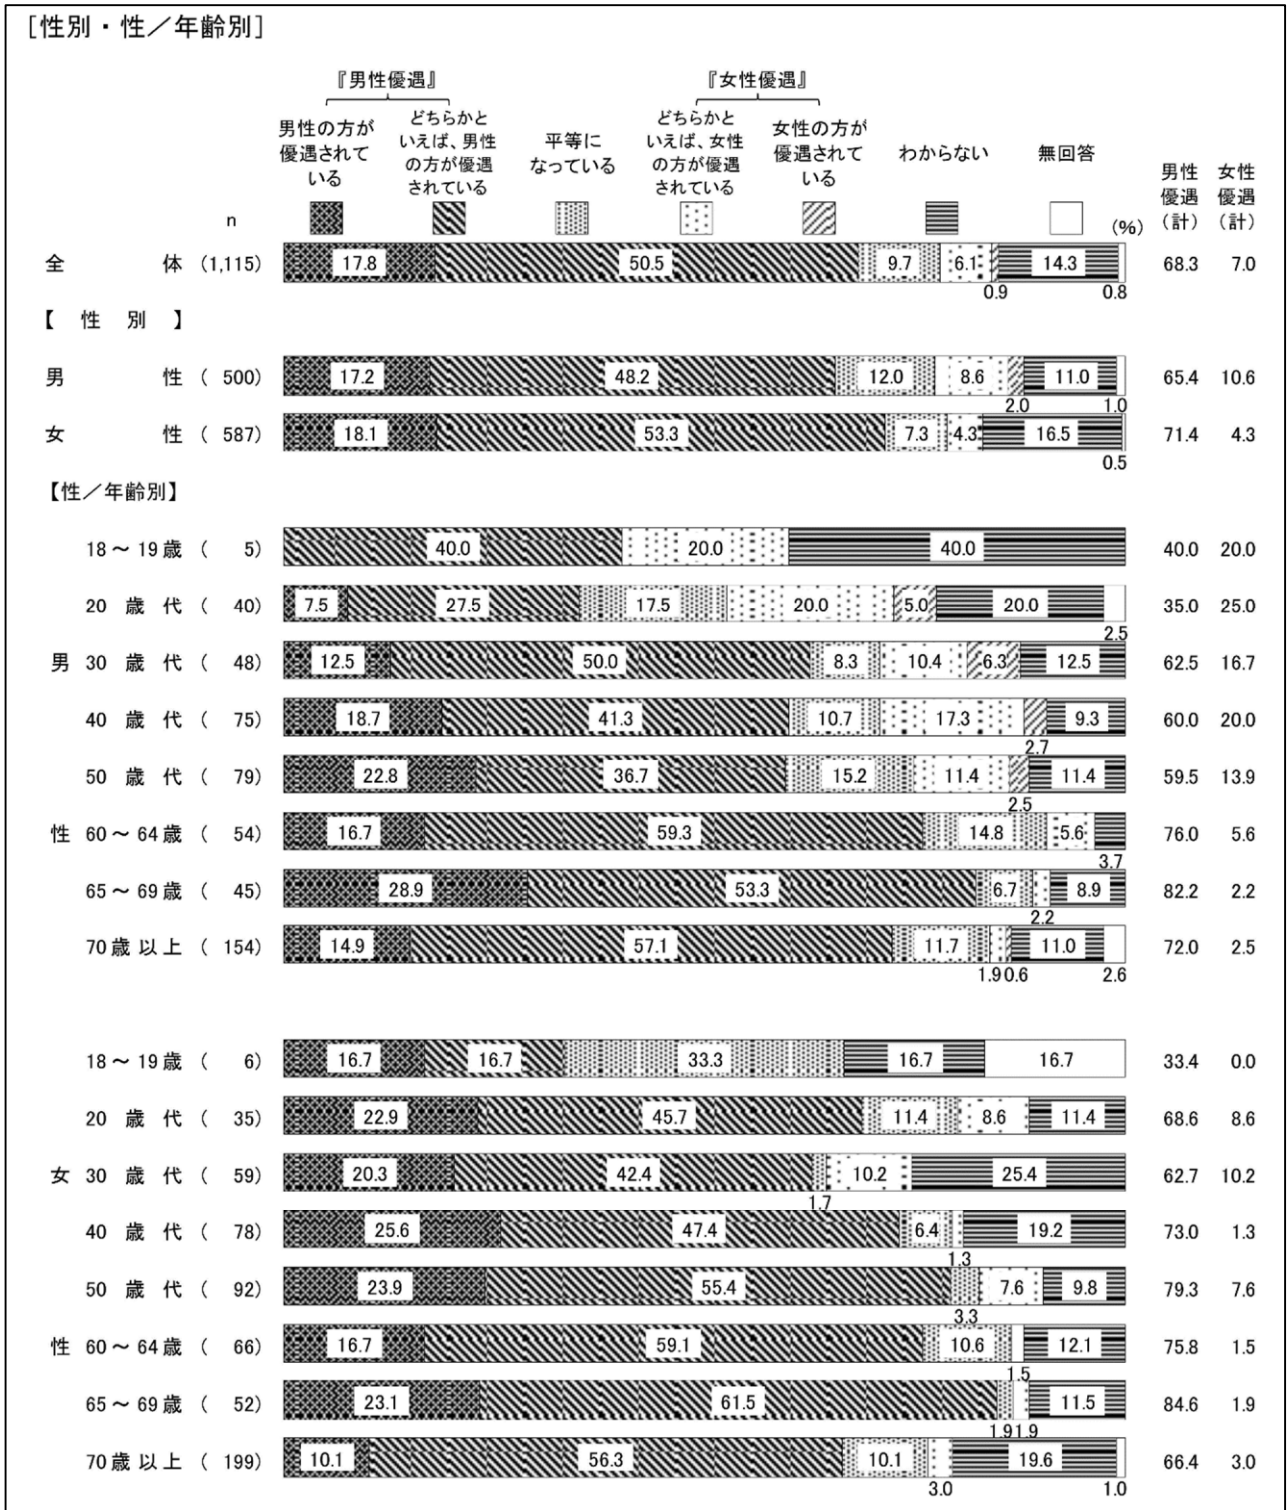 [性別・性／年齢別]
『男性優遇』 『女性優遇』
男性の方が優遇されている
どちらかといえば、男性の方が優遇されている
平等になっている
どちらかといえば、女性の方が優遇されている
女性の方が優遇されている
わからない
無回答
男性優遇（計）
女性優遇（計）
n (%)
全体 (1,115) 17.8 50.5 9.7 6.1 0.9 14.3 0.8 68.3 7.0
【性別】
男性 ( 500) 17.2 48.2 12.0 8.6 2.0 11.0 1.0 65.4 10.6
女性 ( 587) 18.1 53.3 7.3 4.3 16.5 0.5 71.4 4.3
【性／年齢別】
男性
18～19歳 ( 5) 40.0 20.0 40.0 40.0 20.0
20歳代 ( 40) 7.5 27.5 17.5 20.0 5.0 20.0 2.5 35.0 25.0
30歳代 ( 48) 12.5 50.0 8.3 10.4 6.3 12.5 62.5 16.7
40歳代 ( 75) 18.7 41.3 10.7 17.3 2.7 9.3 60.0 20.0
50歳代 ( 79) 22.8 36.7 15.2 11.4 2.5 11.4 59.5 13.9
60～64歳 ( 54) 16.7 59.3 14.8 5.6 3.7 76.0 5.6
65～69歳 ( 45) 28.9 53.3 6.7 2.2 8.9 82.2 2.2
70歳以上 ( 154) 14.9 57.1 11.7 1.9 0.6 11.0 2.6 72.0 2.5
女性
18～19歳 ( 6) 16.7 16.7 33.3 16.7 16.7 33.4 0.0
20歳代 ( 35) 22.9 45.7 11.4 8.6 11.4 68.6 8.6
30歳代 ( 59) 20.3 42.4 1.7 10.2 25.4 62.7 10.2
40歳代 ( 78) 25.6 47.4 6.4 1.3 19.2 73.0 1.3
50歳代 ( 92) 23.9 55.4 3.3 7.6 9.8 79.3 7.6
60～64歳 ( 66) 16.7 59.1 10.6 1.5 12.1 75.8 1.5
65～69歳 ( 52) 23.1 61.5 1.9 1.9 11.5 84.6 1.9
70歳以上 ( 199) 10.1 56.3 10.1 3.0 19.6 1.0 66.4 3.0